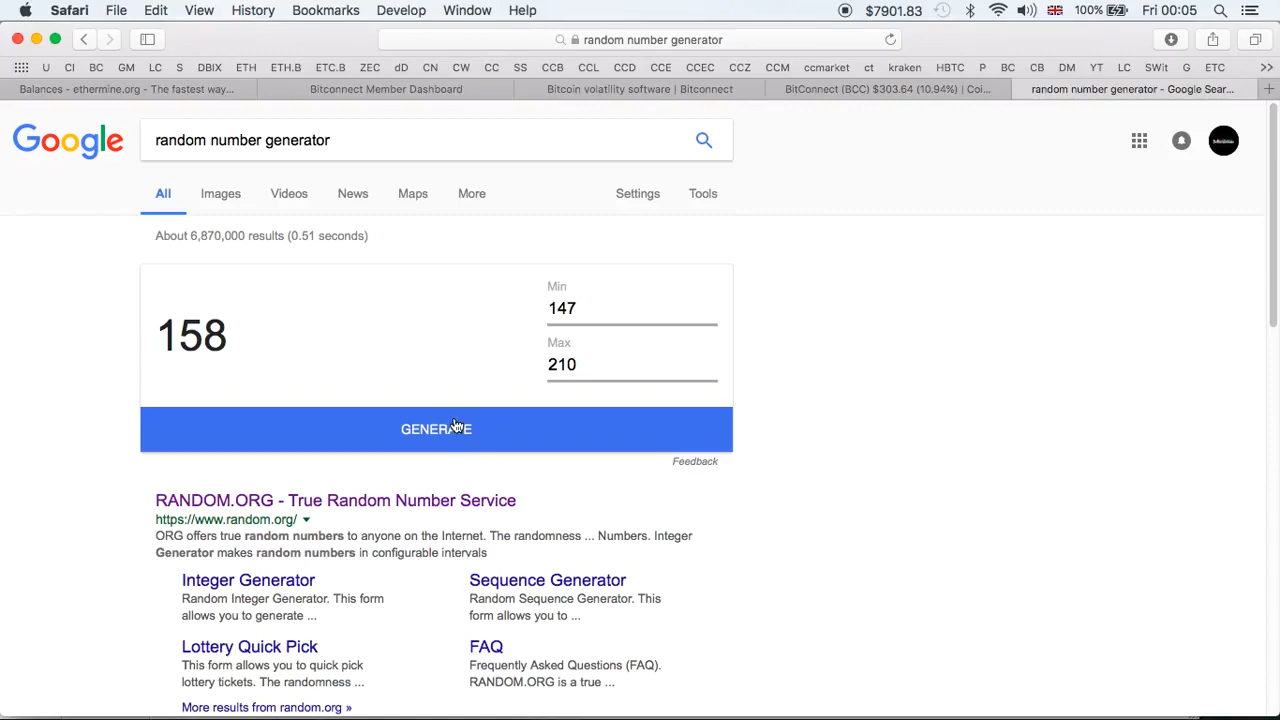 Safari File Edit View History Bookmarks Develop Window Help $7901.83 100% Fri 00:05
random number generator
U CI BC GM LC S DBIX ETH ETH.B ETC.B ZEC dD CN CW CC SS CCB CCL CCD CCE CCEC CCZ CCM ccmarket ct kraken HBTC P BC CB DM YT LC SWit G ETC
Balances - ethermine.org - The fastest way... Bitconnect Member Dashboard Bitcoin volatility software | Bitconnect BitConnect (BCC) $303.64 (10.94%) | Coi... random number generator - Google Sear...
Google random number generator
All Images Videos News Maps More Settings Tools
About 6,870,000 results (0.51 seconds)
Min
147
158
Max
210
GENERATE
Feedback
RANDOM.ORG - True Random Number Service
https://www.random.org/
ORG offers true random numbers to anyone on the Internet. The randomness ... Numbers. Integer
Generator makes random numbers in configurable intervals
Integer Generator
Random Integer Generator. This form
allows you to generate ...
Sequence Generator
Random Sequence Generator. This
form allows you to ...
Lottery Quick Pick
This form allows you to quick pick
lottery tickets. The randomness ...
FAQ
Frequently Asked Questions (FAQ).
RANDOM.ORG is a true ...
More results from random.org »